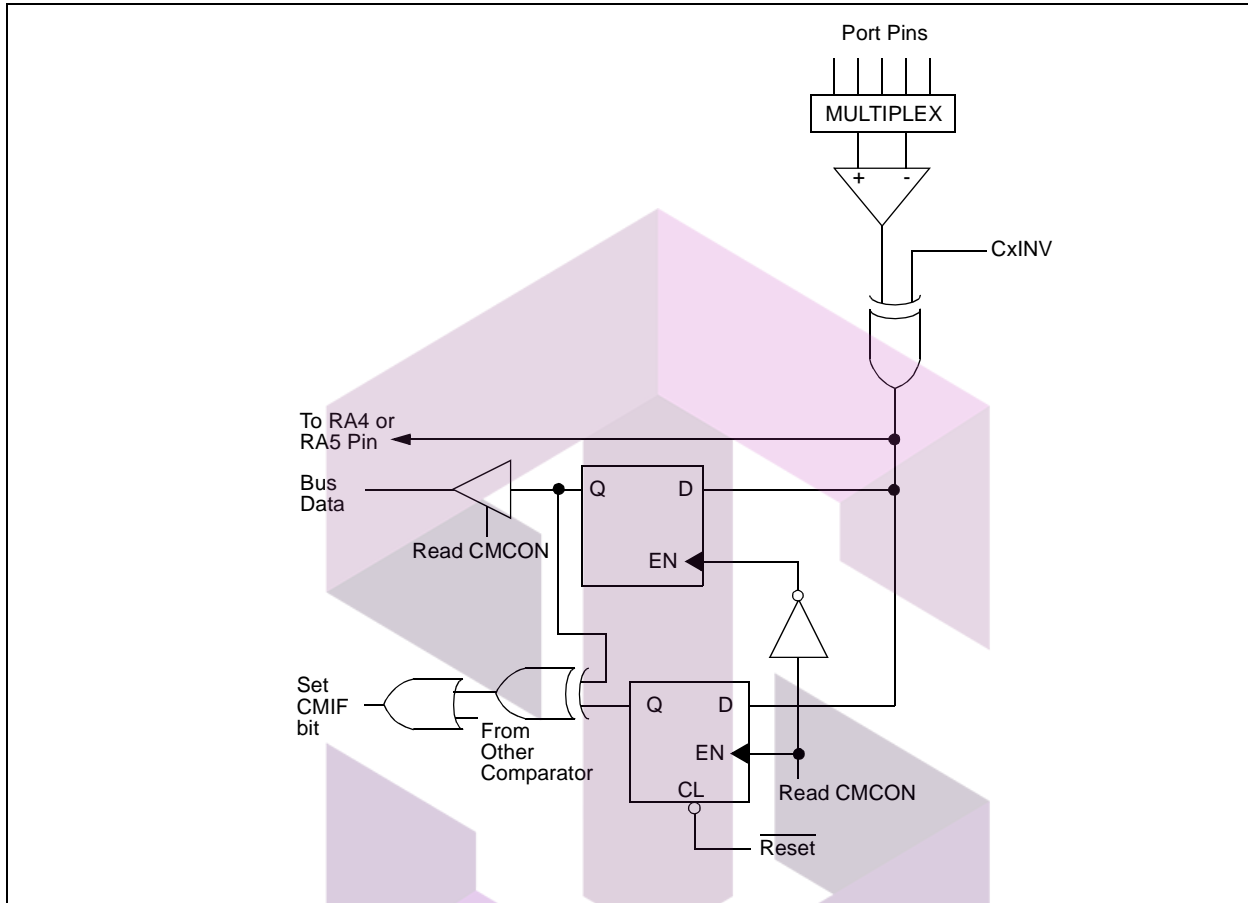 Port Pins
MULTIPLEX
+ -
CxINV
To RA4 or
RA5 Pin
Bus
Data
Q D
Read CMCON
EN
Set
CMIF
bit
From
Other
Comparator
Q D
EN
CL
Read CMCON
Reset